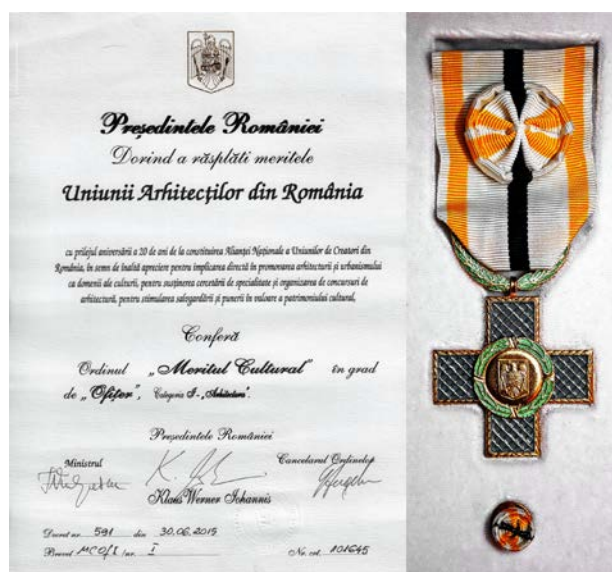 Președintele României
Dorind a răsplăti meritele
Uniunii Arhitecților din România
cu prilejul aniversării a 20 de ani de la constituirea Alianței Naționale a Uniunilor de Creatori din
România, în semn de înaltă apreciere pentru implicarea directă în promovarea arhitecturii și urbanismului
ca domenii ale culturii, pentru susținerea cercetării de specialitate și organizarea de concursuri de
arhitectură, pentru stimularea salvgardării și punerii în valoare a patrimoniului cultural,
Conferă
Ordinul „Meritul Cultural” în grad
de „Ofițer”, Categoria I - „Arhitectura”.
Președintele României
Ministrul
Cancelarul Ordinelor
Klaus Werner Iohannis
Decret nr. 591 din 30.06.2015
Brevet MCO/I nr. I
Nr. crt. 101645